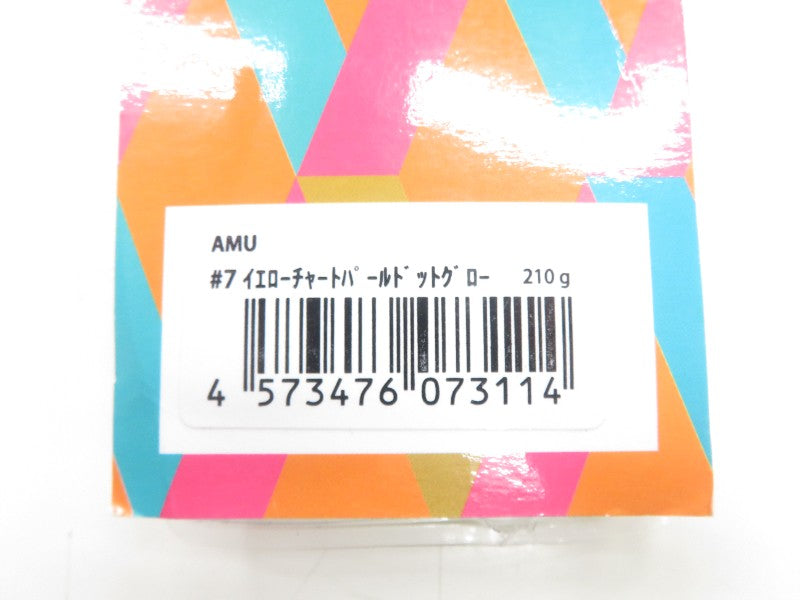 AMU
#7 ｲｴﾛｰﾁｬｰﾄﾊﾟｰﾙﾄﾞｯﾄｸﾞﾛｰ 210 g
4 573476 073114